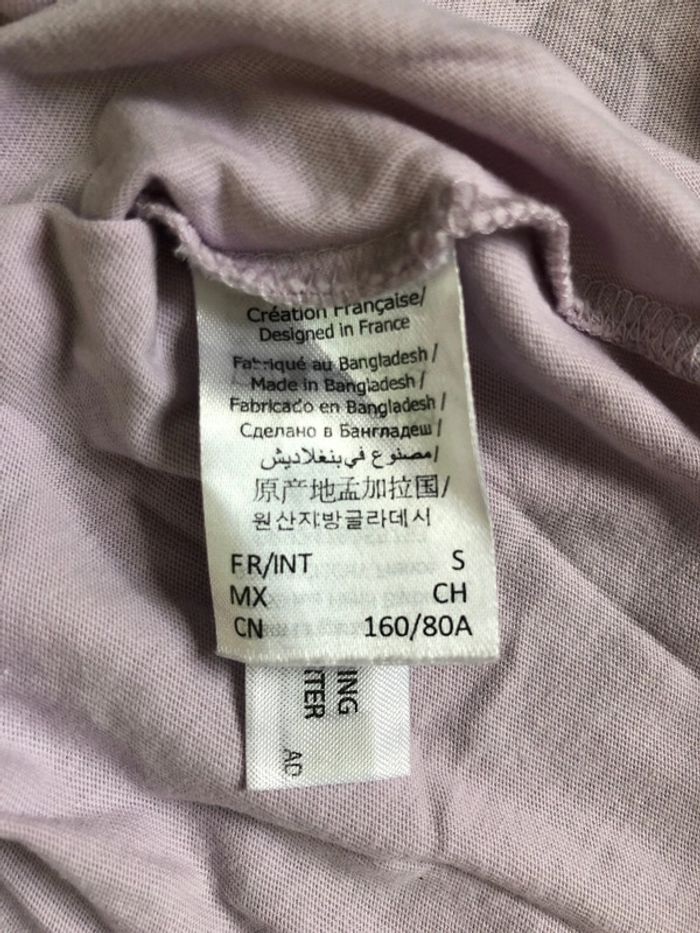 Création Française/
Designed in France
Fabriqué au Bangladesh /
Made in Bangladesh /
Fabricado en Bangladesh /
Сделано в Бангладеш /
مصنوع في بنغلاديش /
原产地孟加拉国/
원산지:방글라데시
FR/INT S
MX CH
CN 160/80A
ING
TTER
AD